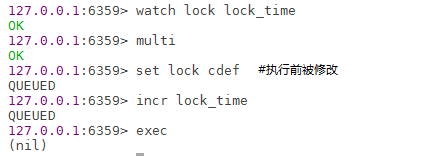 127.0.0.1:6359> watch lock lock_time
OK
127.0.0.1:6359> multi
OK
127.0.0.1:6359> set lock cdef #执行前被修改
QUEUED
127.0.0.1:6359> incr lock_time
QUEUED
127.0.0.1:6359> exec
(nil)